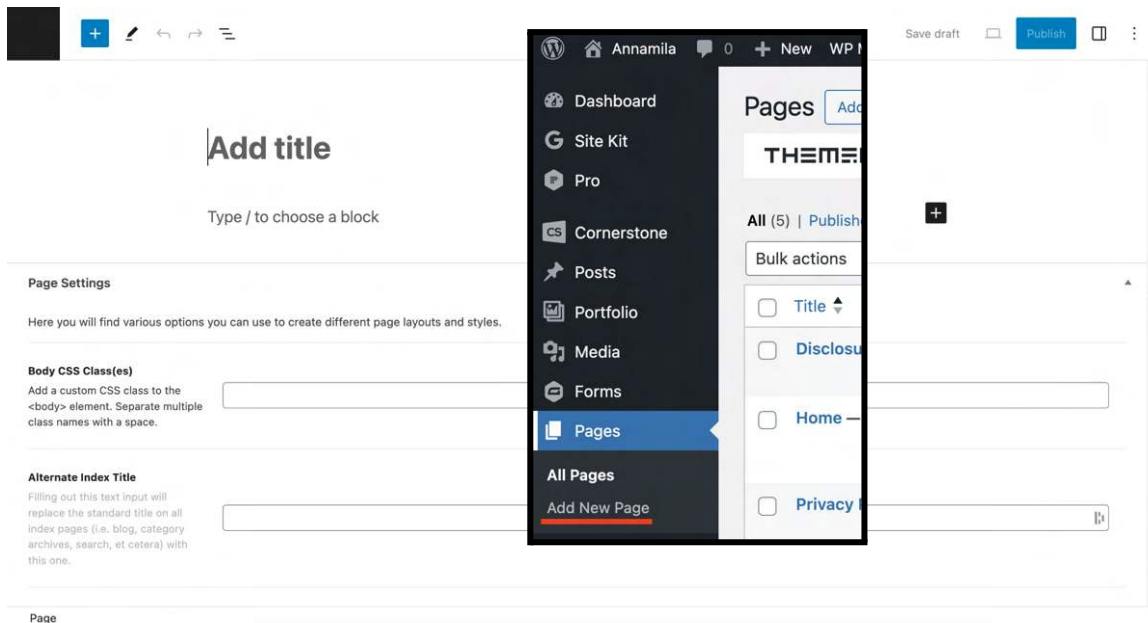 Save draft
Publish
Add title
Type / to choose a block
Page Settings
Here you will find various options you can use to create different page layouts and styles.
Body CSS Class(es)
Add a custom CSS class to the
<body> element. Separate multiple
class names with a space.
Alternate Index Title
Filling out this text input will
replace the standard title on all
index pages (i.e. blog, category
archives, search, et cetera) with
this one.
Page
Annamila 0 New WP
Dashboard
Site Kit
Pro
CS Cornerstone
Posts
Portfolio
Media
Forms
Pages
All Pages
Add New Page
Pages
All (5) |
Bulk actions
Title
Home —
Privacy